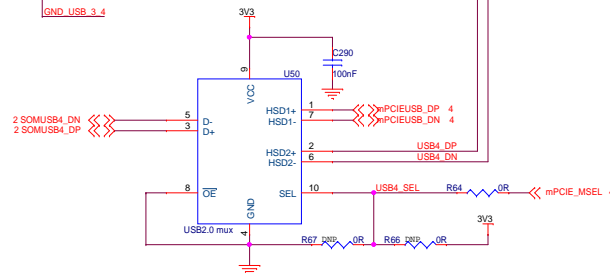 GND_USB_3_4
3V3
C290
100nF
U50
9
VCC
2 SOMUSB4_DN
5
D-
HSD1+
1
mPCIEUSB_DP 4
2 SOMUSB4_DP
3
D+
HSD1-
7
mPCIEUSB_DN 4
HSD2+
2
USB4_DP
HSD2-
6
USB4_DN
8
OE
SEL
10
USB4_SEL
R64
0R
mPCIE_MSEL
GND
4
USB2.0 mux
3V3
R67
DNP
0R
R66
DNP
0R